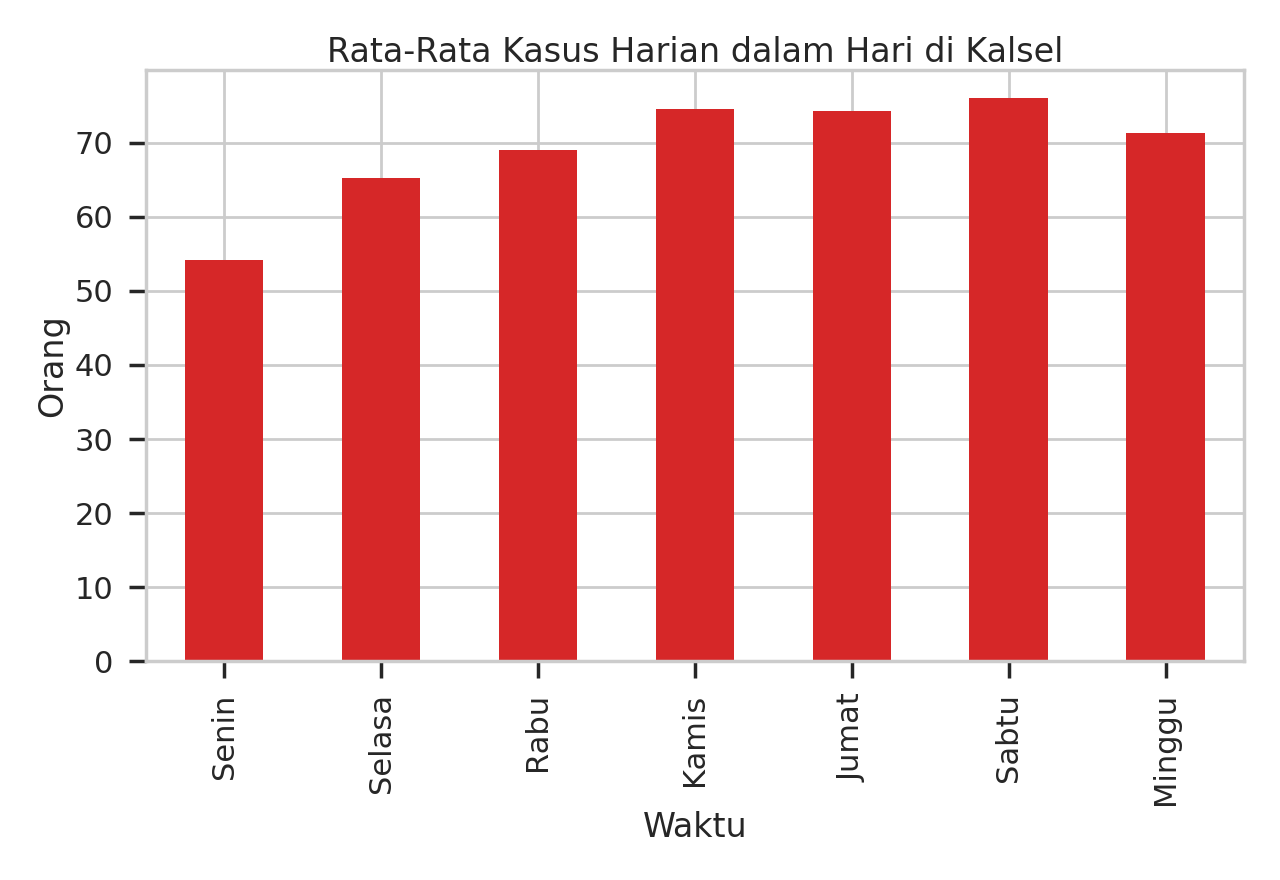 Rata-Rata Kasus Harian dalam Hari di Kalsel
Orang
70
60
50
40
30
20
10
0
Senin
Selasa
Rabu
Kamis
Jumat
Sabtu
Minggu
Waktu